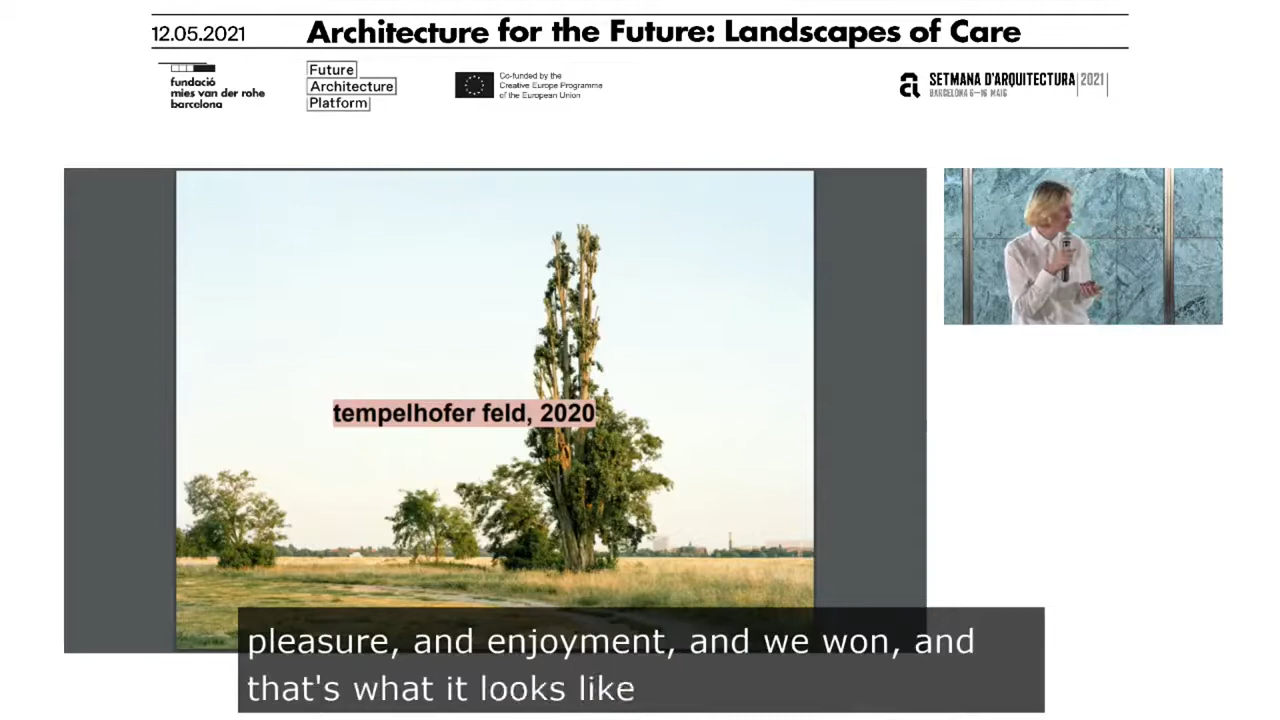 12.05.2021
Architecture for the Future: Landscapes of Care
fundació
mies van der rohe
barcelona
Future
Architecture
Platform
Co-funded by the
Creative Europe Programme
of the European Union
SETMANA D'ARQUITECTURA 2021
BARCELONA 6—16 MAIG
tempelhofer feld, 2020
pleasure, and enjoyment, and we won, and
that's what it looks like